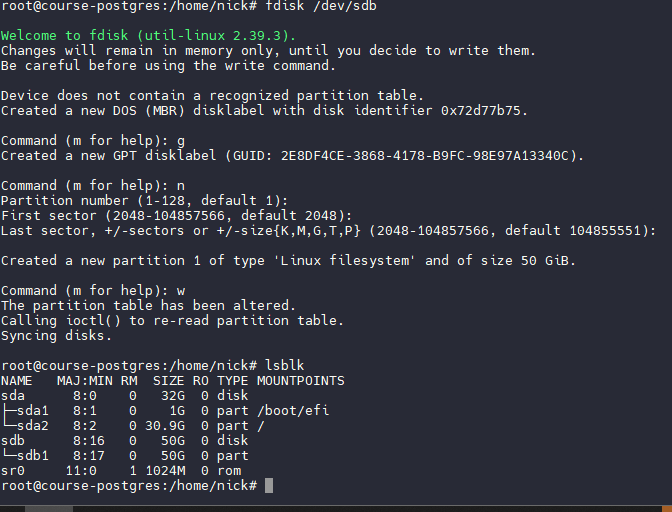 root@course-postgres:/home/nick# fdisk /dev/sdb
Welcome to fdisk (util-linux 2.39.3).
Changes will remain in memory only, until you decide to write them.
Be careful before using the write command.
Device does not contain a recognized partition table.
Created a new DOS (MBR) disklabel with disk identifier 0x72d77b75.
Command (m for help): g
Created a new GPT disklabel (GUID: 2E8DF4CE-3868-4178-B9FC-98E97A13340C).
Command (m for help): n
Partition number (1-128, default 1):
First sector (2048-104857566, default 2048):
Last sector, +/-sectors or +/-size{K,M,G,T,P} (2048-104857566, default 104855551):
Created a new partition 1 of type 'Linux filesystem' and of size 50 GiB.
Command (m for help): w
The partition table has been altered.
Calling ioctl() to re-read partition table.
Syncing disks.
root@course-postgres:/home/nick# lsblk
NAME   MAJ:MIN RM  SIZE RO TYPE MOUNTPOINTS
sda      8:0    0   32G  0 disk
├─sda1   8:1    0    1G  0 part /boot/efi
└─sda2   8:2    0 30.9G  0 part /
sdb      8:16   0   50G  0 disk
└─sdb1   8:17   0   50G  0 part
sr0     11:0    1 1024M  0 rom
root@course-postgres:/home/nick#